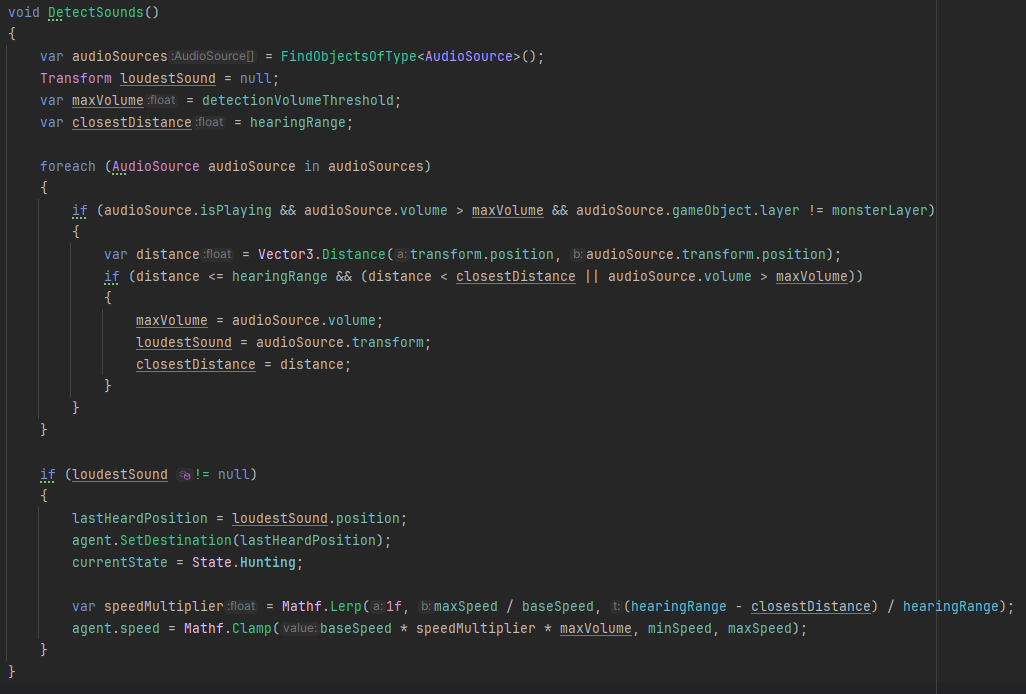 void DetectSounds()
{
    var audioSources :AudioSource[] = FindObjectsOfType<AudioSource>();
    Transform loudestSound = null;
    var maxVolume :float = detectionVolumeThreshold;
    var closestDistance :float = hearingRange;

    foreach (AudioSource audioSource in audioSources)
    {
        if (audioSource.isPlaying && audioSource.volume > maxVolume && audioSource.gameObject.layer != monsterLayer)
        {
            var distance :float = Vector3.Distance( a: transform.position, b: audioSource.transform.position);
            if (distance <= hearingRange && (distance < closestDistance || audioSource.volume > maxVolume))
            {
                maxVolume = audioSource.volume;
                loudestSound = audioSource.transform;
                closestDistance = distance;
            }
        }
    }

    if (loudestSound != null)
    {
        lastHeardPosition = loudestSound.position;
        agent.SetDestination(lastHeardPosition);
        currentState = State.Hunting;

        var speedMultiplier :float = Mathf.Lerp( a: 1f, b: maxSpeed / baseSpeed, t: (hearingRange - closestDistance) / hearingRange);
        agent.speed = Mathf.Clamp( value: baseSpeed * speedMultiplier * maxVolume, minSpeed, maxSpeed);
    }
}